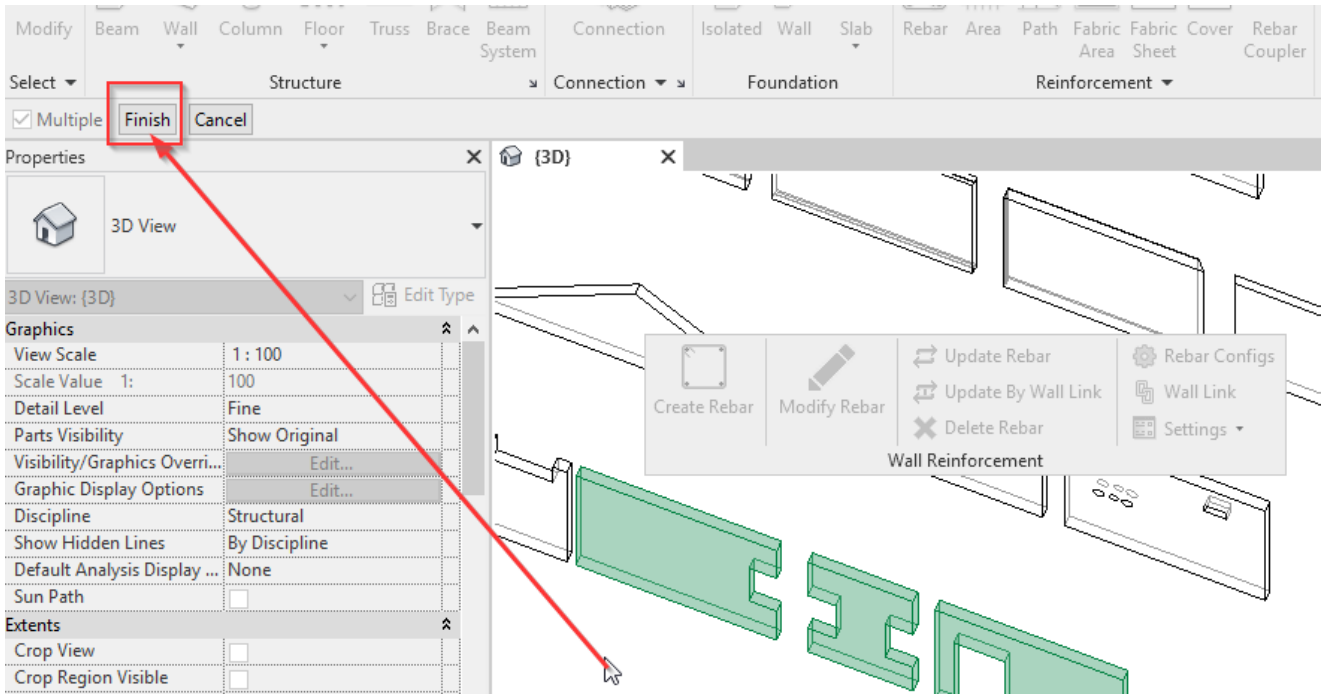 Modify Beam Wall Column Floor Truss Brace Beam System Connection Isolated Wall Slab Rebar Area Path Fabric Area Fabric Sheet Cover Rebar Coupler
Select Structure Connection Foundation Reinforcement
Multiple Finish Cancel
Properties
{3D}
3D View
3D View: {3D} Edit Type
Graphics
View Scale 1 : 100
Scale Value 1: 100
Detail Level Fine
Parts Visibility Show Original
Visibility/Graphics Overri... Edit...
Graphic Display Options Edit...
Discipline Structural
Show Hidden Lines By Discipline
Default Analysis Display ... None
Sun Path
Extents
Crop View
Crop Region Visible
Create Rebar
Modify Rebar
Update Rebar
Update By Wall Link
Delete Rebar
Rebar Configs
Wall Link
Settings
Wall Reinforcement